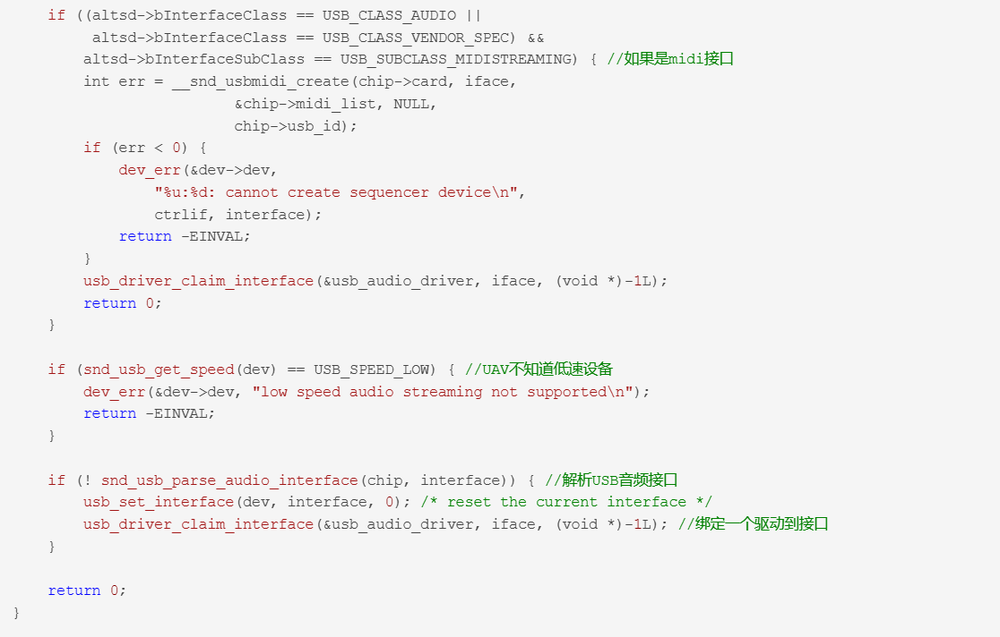 if ((altsd->bInterfaceClass == USB_CLASS_AUDIO ||
altsd->bInterfaceClass == USB_CLASS_VENDOR_SPEC) &&
altsd->bInterfaceSubClass == USB_SUBCLASS_MIDISTREAMING) { //如果是midi接口
int err = __snd_usbmidi_create(chip->card, iface,
&chip->midi_list, NULL,
chip->usb_id);
if (err < 0) {
dev_err(&dev->dev,
"%u:%d: cannot create sequencer device\n",
ctrlif, interface);
return -EINVAL;
}
usb_driver_claim_interface(&usb_audio_driver, iface, (void *)-1L);
return 0;
}
if (snd_usb_get_speed(dev) == USB_SPEED_LOW) { //UAV不知道低速设备
dev_err(&dev->dev, "low speed audio streaming not supported\n");
return -EINVAL;
}
if (! snd_usb_parse_audio_interface(chip, interface)) { //解析USB音频接口
usb_set_interface(dev, interface, 0); /* reset the current interface */
usb_driver_claim_interface(&usb_audio_driver, iface, (void *)-1L); //绑定一个驱动到接口
}
return 0;
}